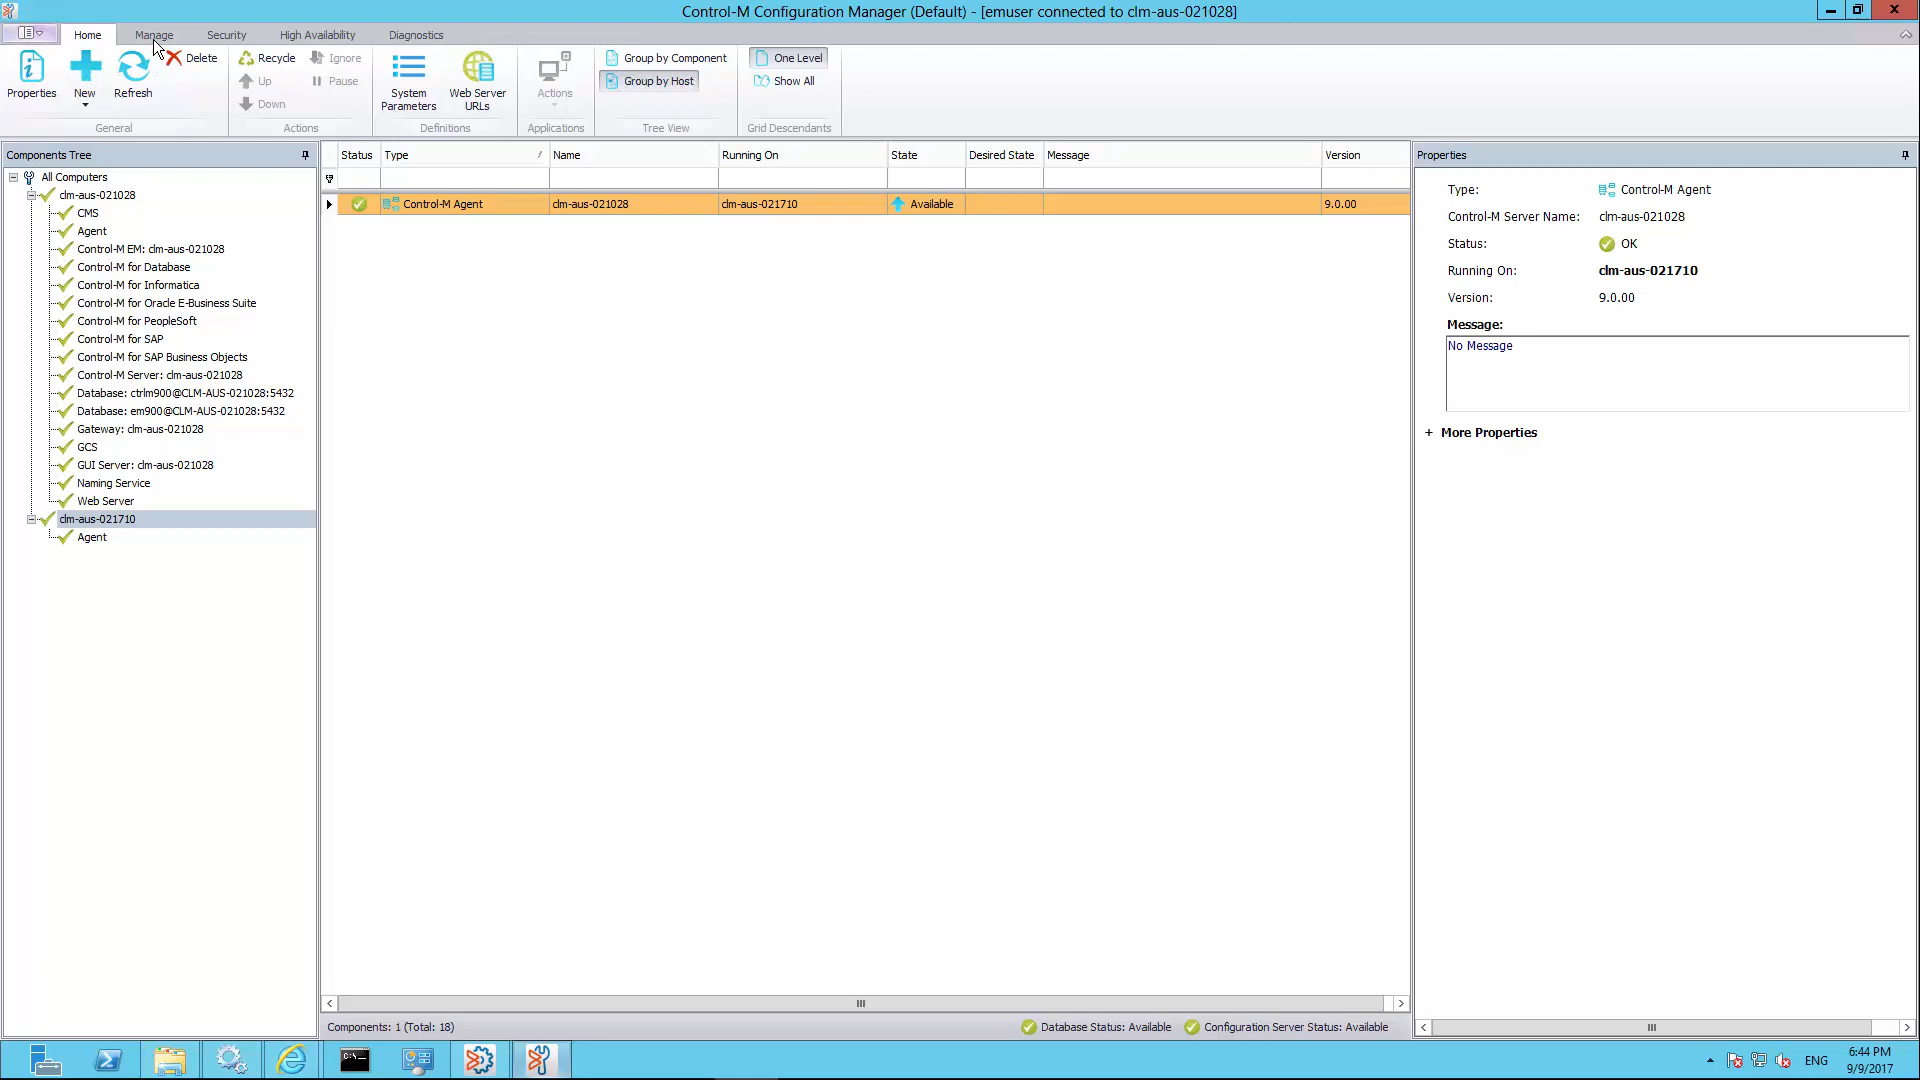 Control-M Configuration Manager (Default) - [emuser connected to clm-aus-021028]
Home Manage Security High Availability Diagnostics
Properties
New
Refresh
Delete
General
Recycle
Up
Down
Ignore
Pause
Actions
System
Parameters
Web Server
URLs
Definitions
Actions
Applications
Group by Component
Group by Host
Tree View
One Level
Show All
Grid Descendants
Components Tree
All Computers
clm-aus-021028
CMS
Agent
Control-M EM: clm-aus-021028
Control-M for Database
Control-M for Informatica
Control-M for Oracle E-Business Suite
Control-M for PeopleSoft
Control-M for SAP
Control-M for SAP Business Objects
Control-M Server: clm-aus-021028
Database: ctrlm900@CLM-AUS-021028:5432
Database: em900@CLM-AUS-021028:5432
Gateway: clm-aus-021028
GCS
GUI Server: clm-aus-021028
Naming Service
Web Server
clm-aus-021710
Agent
Status Type / Name Running On State Desired State Message Version
Control-M Agent clm-aus-021028 clm-aus-021710 Available 9.0.00
Components: 1 (Total: 18)
Database Status: Available Configuration Server Status: Available
Properties
Type: Control-M Agent
Control-M Server Name: clm-aus-021028
Status: OK
Running On: clm-aus-021710
Version: 9.0.00
Message:
No Message
+ More Properties
C:\
ENG
6:44 PM
9/9/2017